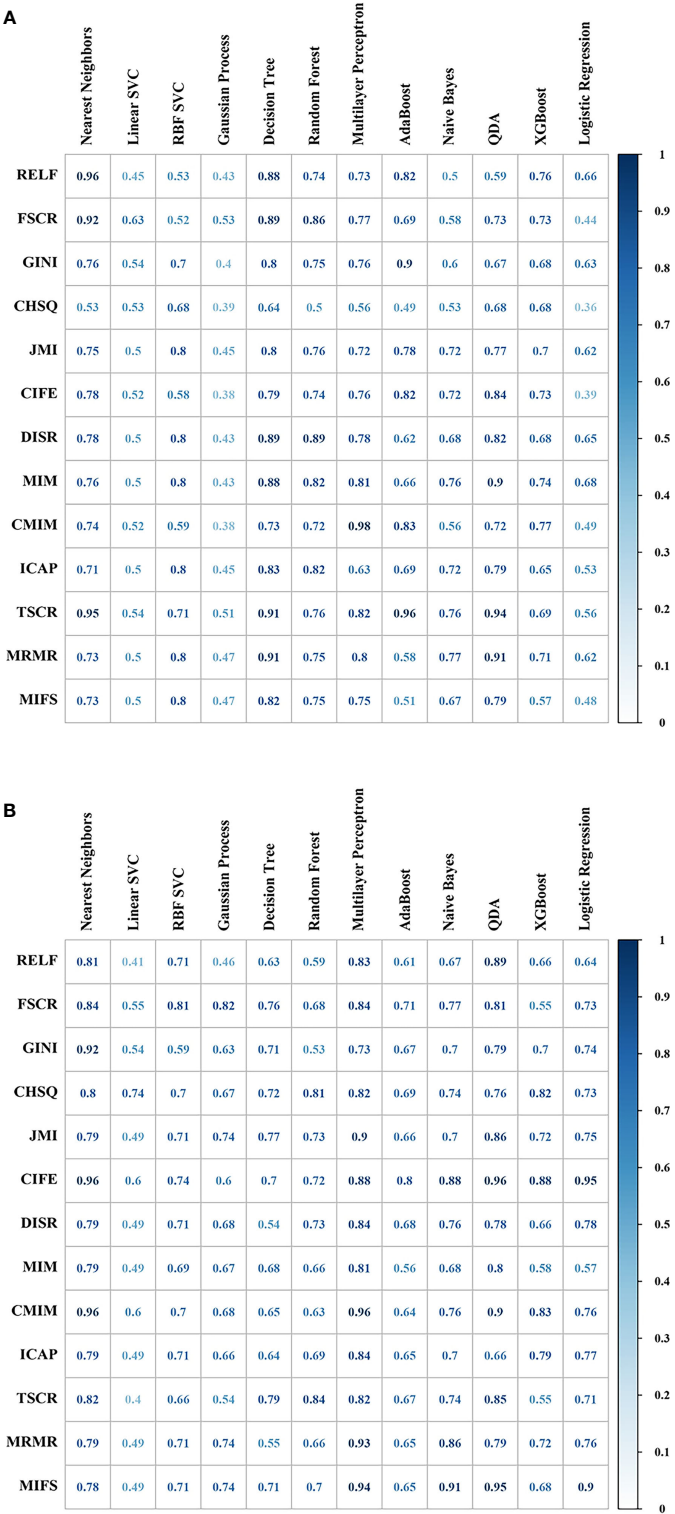 A
Nearest Neighbors Linear SVC RBF SVC Gaussian Process Decision Tree Random Forest Multilayer Perceptron AdaBoost Naive Bayes QDA XGBoost Logistic Regression
RELF 0.96 0.45 0.53 0.43 0.88 0.74 0.73 0.82 0.5 0.59 0.76 0.66
FSCR 0.92 0.63 0.52 0.53 0.89 0.86 0.77 0.69 0.58 0.73 0.73 0.44
GINI 0.76 0.54 0.7 0.4 0.8 0.75 0.76 0.9 0.6 0.67 0.68 0.63
CHSQ 0.53 0.53 0.68 0.39 0.64 0.5 0.56 0.49 0.53 0.68 0.68 0.36
JMI 0.75 0.5 0.8 0.45 0.8 0.76 0.72 0.78 0.72 0.77 0.7 0.62
CIFE 0.78 0.52 0.58 0.38 0.79 0.74 0.76 0.82 0.72 0.84 0.73 0.39
DISR 0.78 0.5 0.8 0.43 0.89 0.89 0.78 0.62 0.68 0.82 0.68 0.65
MIM 0.76 0.5 0.8 0.43 0.88 0.82 0.81 0.66 0.76 0.9 0.74 0.68
CMIM 0.74 0.52 0.59 0.38 0.73 0.72 0.98 0.83 0.56 0.72 0.77 0.49
ICAP 0.71 0.5 0.8 0.45 0.83 0.82 0.63 0.69 0.72 0.79 0.65 0.53
TSCR 0.95 0.54 0.71 0.51 0.91 0.76 0.82 0.96 0.76 0.94 0.69 0.56
MRMR 0.73 0.5 0.8 0.47 0.91 0.75 0.8 0.58 0.77 0.91 0.71 0.62
MIFS 0.73 0.5 0.8 0.47 0.82 0.75 0.75 0.51 0.67 0.79 0.57 0.48
1
0.9
0.8
0.7
0.6
0.5
0.4
0.3
0.2
0.1
0
B
Nearest Neighbors Linear SVC RBF SVC Gaussian Process Decision Tree Random Forest Multilayer Perceptron AdaBoost Naive Bayes QDA XGBoost Logistic Regression
RELF 0.81 0.41 0.71 0.46 0.63 0.59 0.83 0.61 0.67 0.89 0.66 0.64
FSCR 0.84 0.55 0.81 0.82 0.76 0.68 0.84 0.71 0.77 0.81 0.55 0.73
GINI 0.92 0.54 0.59 0.63 0.71 0.53 0.73 0.67 0.7 0.79 0.7 0.74
CHSQ 0.8 0.74 0.7 0.67 0.72 0.81 0.82 0.69 0.74 0.76 0.82 0.73
JMI 0.79 0.49 0.71 0.74 0.77 0.73 0.9 0.66 0.7 0.86 0.72 0.75
CIFE 0.96 0.6 0.74 0.6 0.7 0.72 0.88 0.8 0.88 0.96 0.88 0.95
DISR 0.79 0.49 0.71 0.68 0.54 0.73 0.84 0.68 0.76 0.78 0.66 0.78
MIM 0.79 0.49 0.69 0.67 0.68 0.66 0.81 0.56 0.68 0.8 0.58 0.57
CMIM 0.96 0.6 0.7 0.68 0.65 0.63 0.96 0.64 0.76 0.9 0.83 0.76
ICAP 0.79 0.49 0.71 0.66 0.64 0.69 0.84 0.65 0.7 0.66 0.79 0.77
TSCR 0.82 0.4 0.66 0.54 0.79 0.84 0.82 0.67 0.74 0.85 0.55 0.71
MRMR 0.79 0.49 0.71 0.74 0.55 0.66 0.93 0.65 0.86 0.79 0.72 0.76
MIFS 0.78 0.49 0.71 0.74 0.71 0.7 0.94 0.65 0.91 0.95 0.68 0.9
1
0.9
0.8
0.7
0.6
0.5
0.4
0.3
0.2
0.1
0